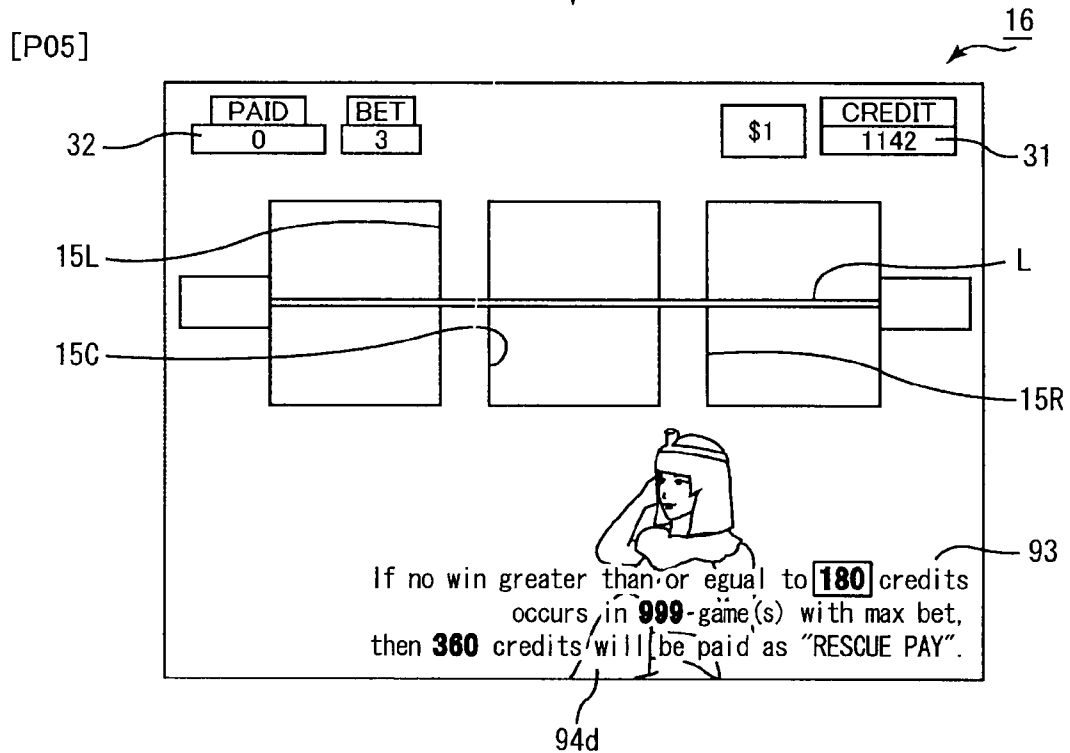 16
[P05]
PAID
BET
CREDIT
0
3
$1
1142
32
31
15L
L
15C
15R
93
If no win greater than or egual to 180 credits
occurs in 999-game(s) with max bet,
then 360 credits will be paid as "RESCUE PAY".
94d